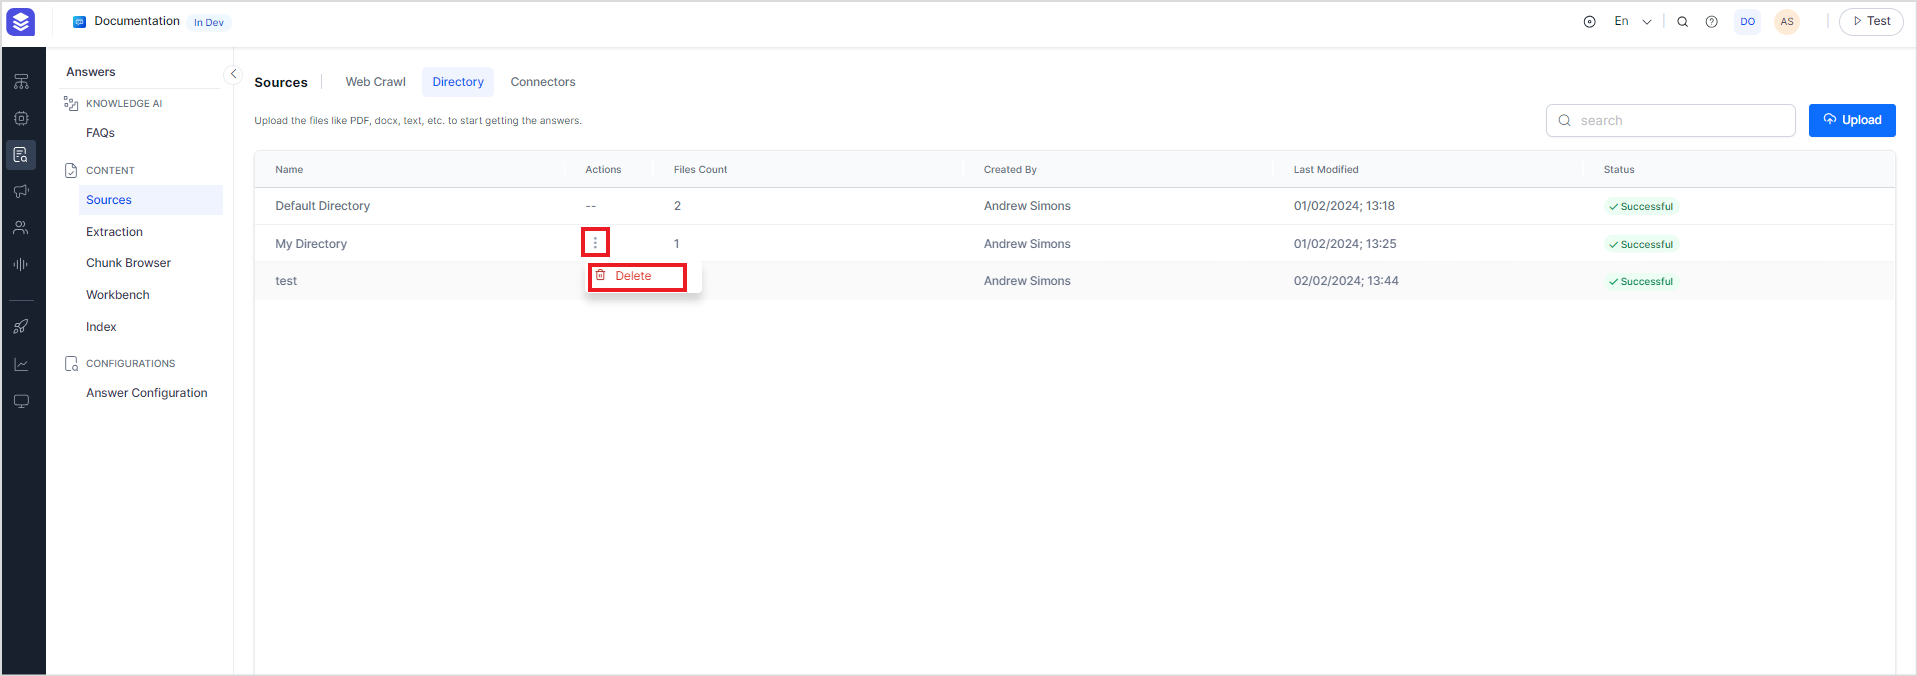 Documentation In Dev En DO AS Test
Answers
KNOWLEDGE AI
FAQs
CONTENT
Sources
Extraction
Chunk Browser
Workbench
Index
CONFIGURATIONS
Answer Configuration
Sources Web Crawl Directory Connectors
Upload the files like PDF, docx, text, etc. to start getting the answers.
search Upload
Name Actions Files Count Created By Last Modified Status
Default Directory -- 2 Andrew Simons 01/02/2024; 13:18 Successful
My Directory 1 Andrew Simons 01/02/2024; 13:25 Successful
Delete
test Andrew Simons 02/02/2024; 13:44 Successful